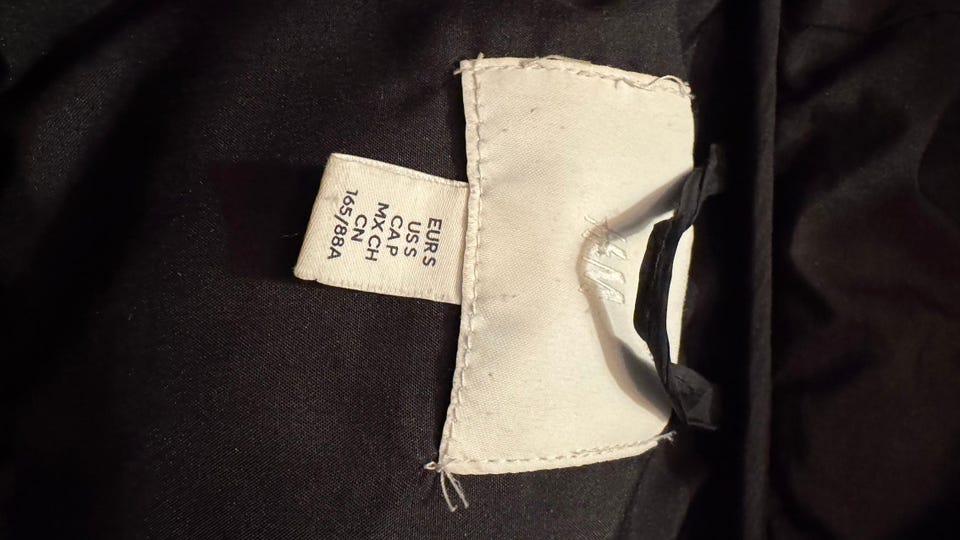 H&M
EUR S
US S
CA P
MX CH
CN
165/88A